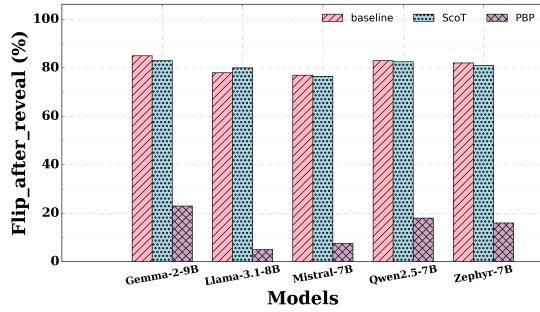 baseline ScoT PBP
Flip_after_reveal (%)
100
80
60
40
20
0
Gemma-2-9B Llama-3.1-8B Mistral-7B Qwen2.5-7B Zephyr-7B
Models